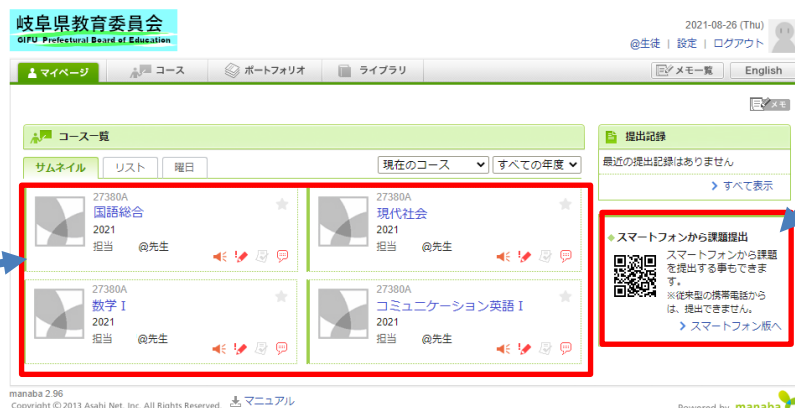 岐阜県教育委員会
GIFU Prefectural Board of Education
2021-08-26 (Thu)
@生徒 | 設定 | ログアウト
マイページ
コース
ポートフォリオ
ライブラリ
メモ一覧
English
メモ
コース一覧
サムネイル
リスト
曜日
現在のコース
すべての年度
27380A
国語総合
2021
担当 @先生
27380A
現代社会
2021
担当 @先生
27380A
数学Ⅰ
2021
担当 @先生
27380A
コミュニケーション英語Ⅰ
2021
担当 @先生
提出記録
最近の提出記録はありません
すべて表示
スマートフォンから課題提出
スマートフォンから課題
を提出する事もできま
す。
※従来型の携帯電話から
は、提出できません。
スマートフォン版へ
manaba 2.96
Copyright © 2013 Asahi Net, Inc. All Rights Reserved.
マニュアル
Powered by manaba